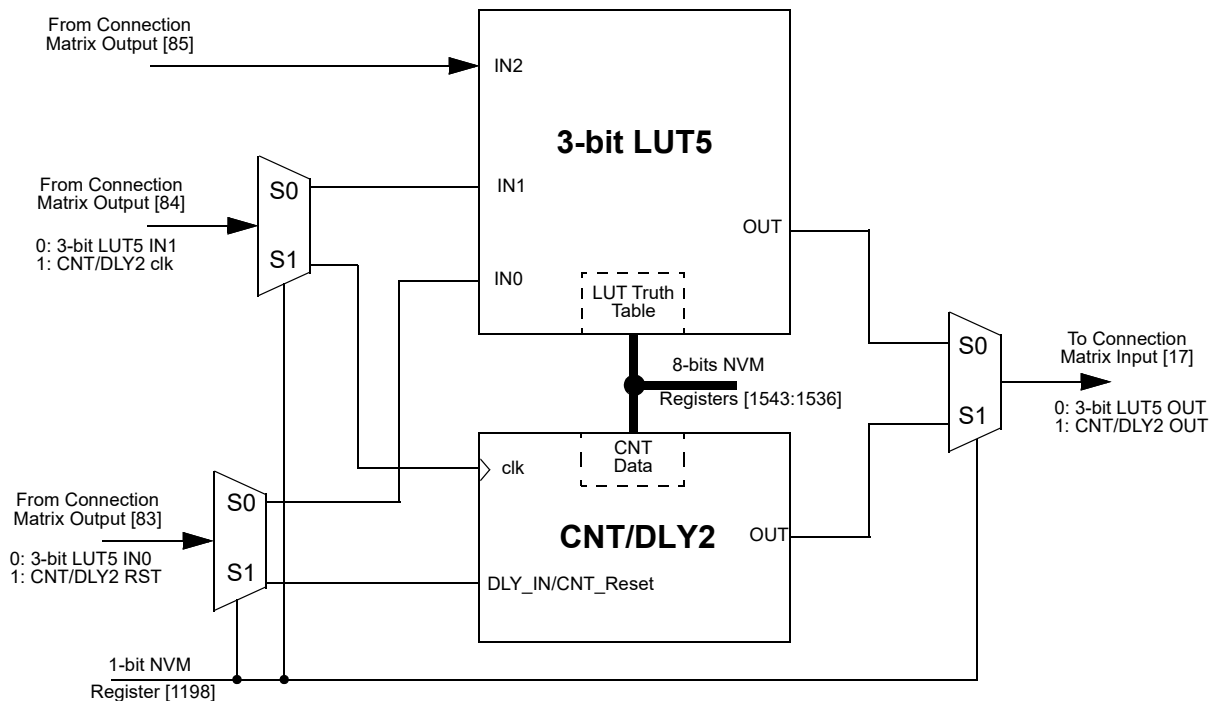 From Connection
Matrix Output [85]
IN2
3-bit LUT5
From Connection
Matrix Output [84]
S0
IN1
0: 3-bit LUT5 IN1
1: CNT/DLY2 clk
S1
OUT
IN0
LUT Truth
Table
S0
To Connection
Matrix Input [17]
8-bits NVM
Registers [1543:1536]
S1
0: 3-bit LUT5 OUT
1: CNT/DLY2 OUT
CNT
Data
clk
From Connection
Matrix Output [83]
S0
CNT/DLY2
OUT
0: 3-bit LUT5 IN0
1: CNT/DLY2 RST
S1
DLY_IN/CNT_Reset
1-bit NVM
Register [1198]